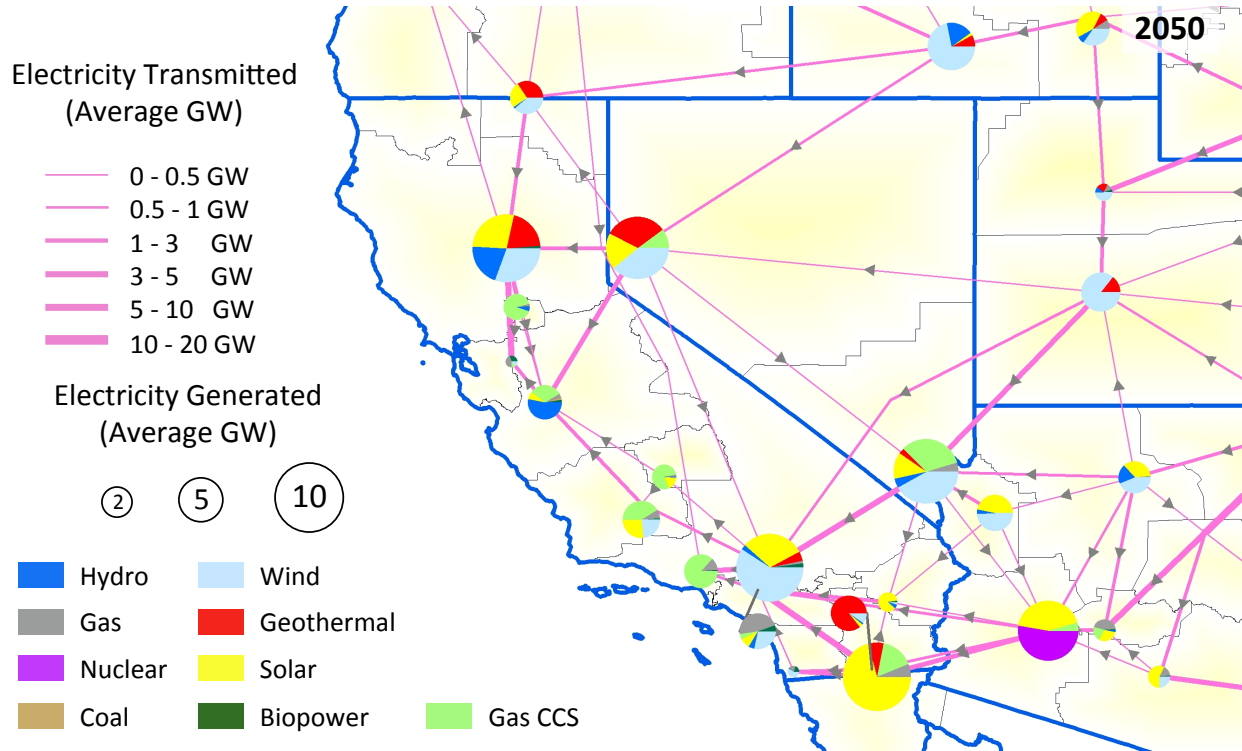 2050
Electricity Transmitted
(Average GW)
0 - 0.5 GW
0.5 - 1 GW
1 - 3 GW
3 - 5 GW
5 - 10 GW
10 - 20 GW
Electricity Generated
(Average GW)
2 5 10
Hydro Wind
Gas Geothermal
Nuclear Solar
Coal Biopower Gas CCS